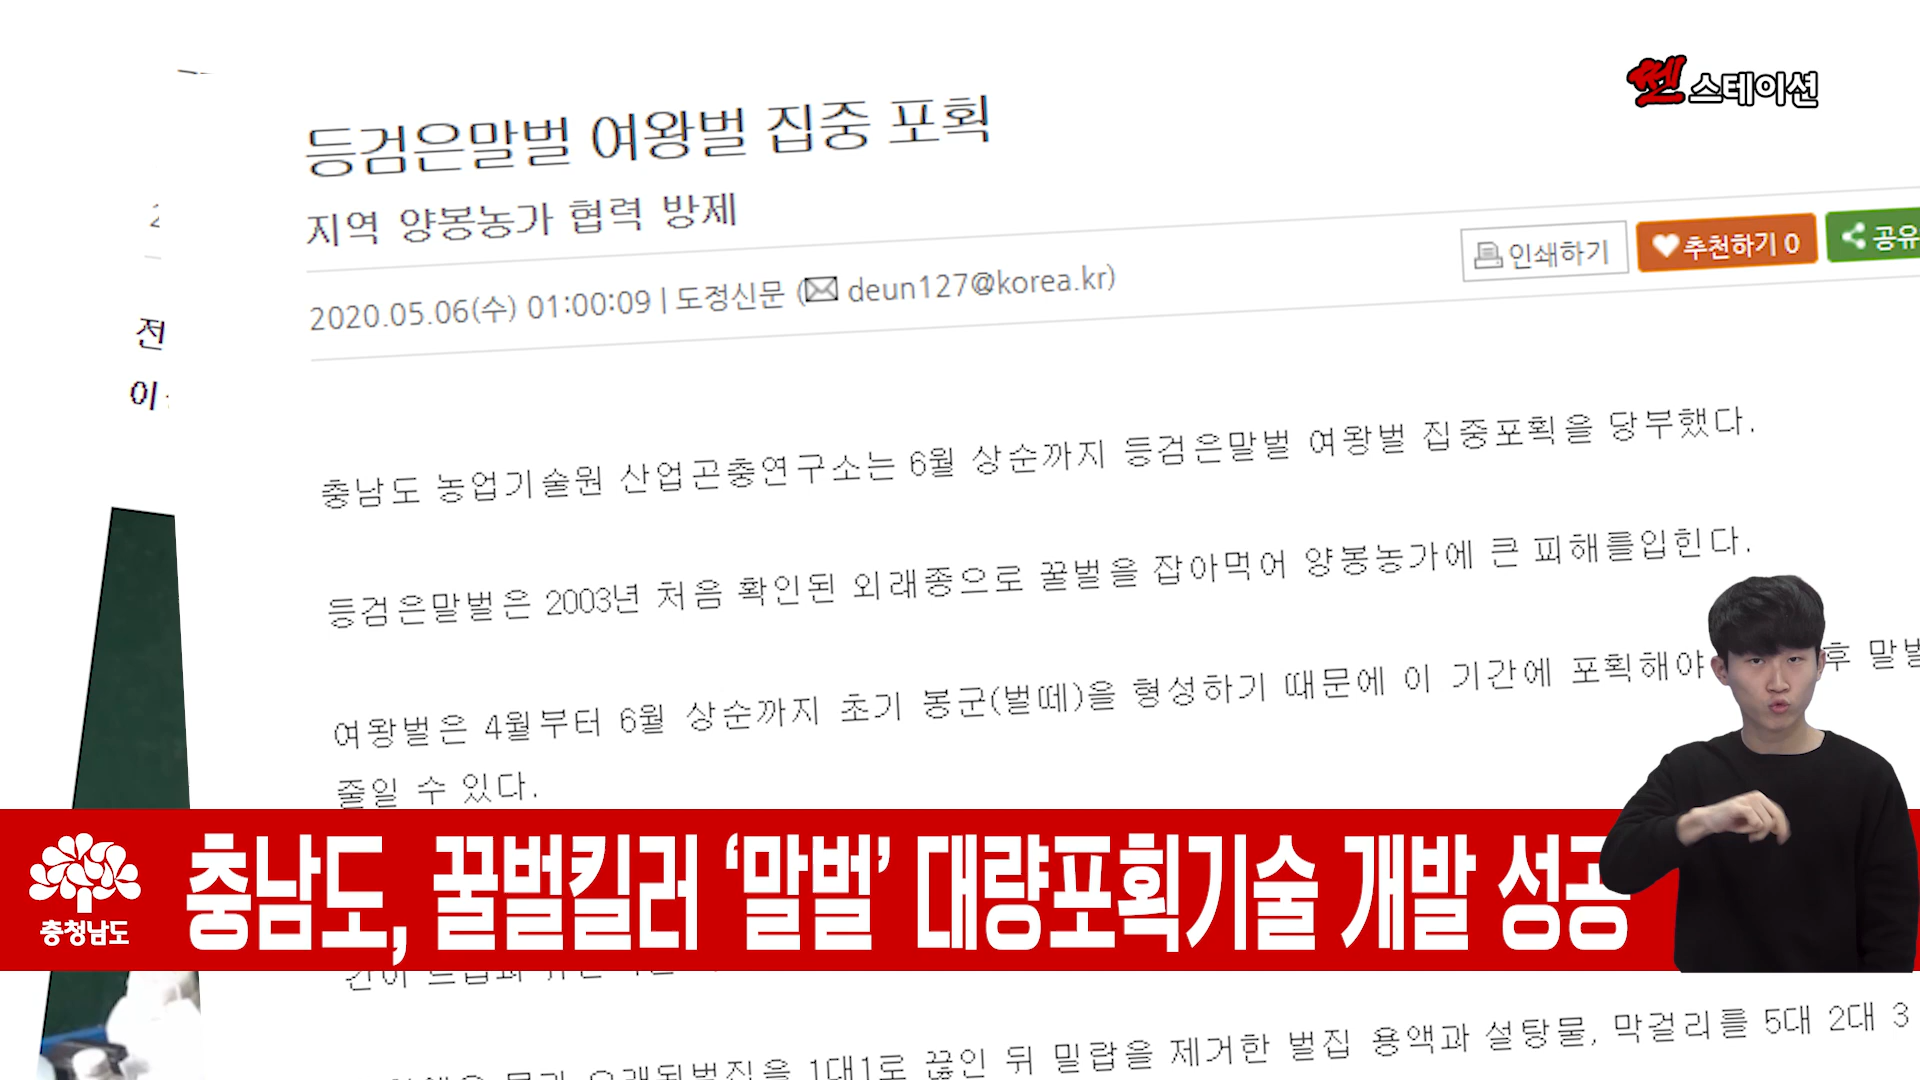 쎈 스테이션
등검은말벌 여왕벌 집중 포획
지역 양봉농가 협력 방제
2020.05.06(수) 01:00:09 | 도정신문 ( deun127@korea.kr)
인쇄하기 추천하기 0 공유
전
충남도 농업기술원 산업곤충연구소는 6월 상순까지 등검은말벌 여왕벌 집중포획을 당부했다.
등검은말벌은 2003년 처음 확인된 외래종으로 꿀벌을 잡아먹어 양봉농가에 큰 피해를입힌다.
여왕벌은 4월부터 6월 상순까지 초기 봉군(벌떼)을 형성하기 때문에 이 기간에 포획해야 후 말벌
줄일 수 있다.
충청남도
충남도, 꿀벌킬러 ‘말벌’ 대량포획기술 개발 성공
1대1로 끓인 뒤 밀랍을 제거한 벌집 용액과 설탕물, 막걸리를 5대 2대 3